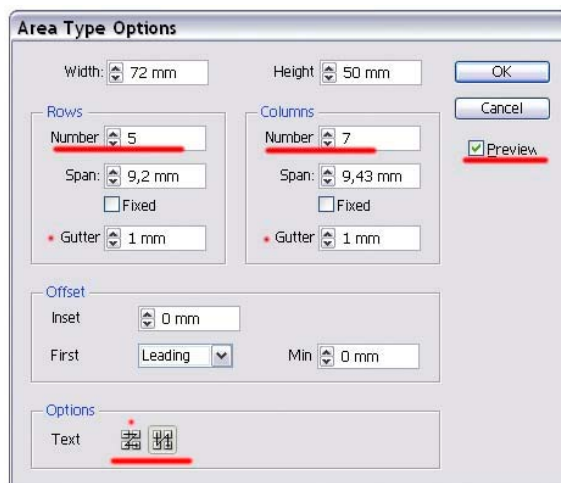 Area Type Options
Width: 72 mm Height 50 mm OK
Cancel
Rows Columns
Number 5 Number 7 Preview
Span: 9,2 mm Span: 9,43 mm
Fixed Fixed
Gutter 1 mm Gutter 1 mm
Offset
Inset 0 mm
First Leading Min 0 mm
Options
Text